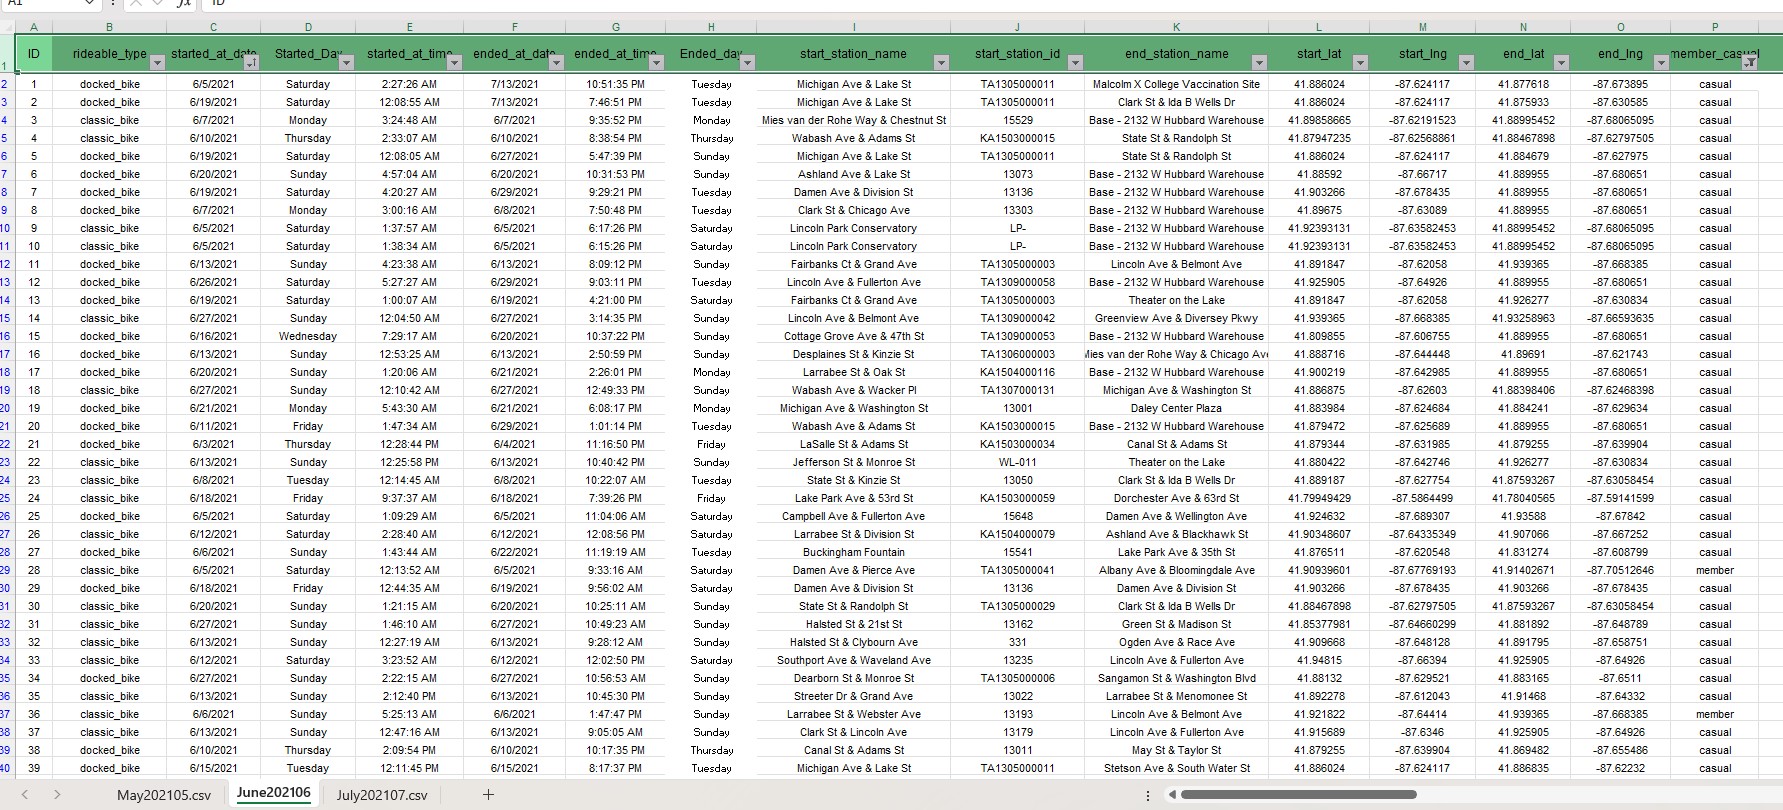 A1 fx ID
A B C D E F G H I J K L M N O P
1 ID rideable_type started_at_date Started_Day started_at_time ended_at_date ended_at_time Ended_day start_station_name start_station_id end_station_name start_lat start_lng end_lat end_lng member_casual
2 1 docked_bike 6/5/2021 Saturday 2:27:26 AM 7/13/2021 10:51:35 PM Tuesday Michigan Ave & Lake St TA1305000011 Malcolm X College Vaccination Site 41.886024 -87.624117 41.877618 -87.673895 casual
3 2 docked_bike 6/19/2021 Saturday 12:08:55 AM 7/13/2021 7:46:51 PM Tuesday Michigan Ave & Lake St TA1305000011 Clark St & Ida B Wells Dr 41.886024 -87.624117 41.875933 -87.630585 casual
4 3 classic_bike 6/7/2021 Monday 3:24:48 AM 6/7/2021 9:35:52 PM Monday Mies van der Rohe Way & Chestnut St 15529 Base - 2132 W Hubbard Warehouse 41.89858665 -87.62191523 41.88995452 -87.68065095 casual
5 4 classic_bike 6/10/2021 Thursday 2:33:07 AM 6/10/2021 8:38:54 PM Thursday Wabash Ave & Adams St KA1503000015 State St & Randolph St 41.87947235 -87.62568861 41.88467898 -87.62797505 casual
6 5 docked_bike 6/19/2021 Saturday 12:08:05 AM 6/27/2021 5:47:39 PM Sunday Michigan Ave & Lake St TA1305000011 State St & Randolph St 41.886024 -87.624117 41.884679 -87.627975 casual
7 6 docked_bike 6/20/2021 Sunday 4:57:04 AM 6/20/2021 10:31:53 PM Sunday Ashland Ave & Lake St 13073 Base - 2132 W Hubbard Warehouse 41.88592 -87.66717 41.889955 -87.680651 casual
8 7 docked_bike 6/19/2021 Saturday 4:20:27 AM 6/29/2021 9:29:21 PM Tuesday Damen Ave & Division St 13136 Base - 2132 W Hubbard Warehouse 41.903266 -87.678435 41.889955 -87.680651 casual
9 8 docked_bike 6/7/2021 Monday 3:00:16 AM 6/8/2021 7:50:48 PM Tuesday Clark St & Chicago Ave 13303 Base - 2132 W Hubbard Warehouse 41.89675 -87.63089 41.889955 -87.680651 casual
10 9 classic_bike 6/5/2021 Saturday 1:37:57 AM 6/5/2021 6:17:26 PM Saturday Lincoln Park Conservatory LP- Base - 2132 W Hubbard Warehouse 41.92393131 -87.63582453 41.88995452 -87.68065095 casual
11 10 classic_bike 6/5/2021 Saturday 1:38:34 AM 6/5/2021 6:15:26 PM Saturday Lincoln Park Conservatory LP- Base - 2132 W Hubbard Warehouse 41.92393131 -87.63582453 41.88995452 -87.68065095 casual
12 11 docked_bike 6/13/2021 Sunday 4:23:38 AM 6/13/2021 8:09:12 PM Sunday Fairbanks Ct & Grand Ave TA1305000003 Lincoln Ave & Belmont Ave 41.891847 -87.62058 41.939365 -87.668385 casual
13 12 docked_bike 6/26/2021 Saturday 5:27:27 AM 6/29/2021 9:03:11 PM Tuesday Lincoln Ave & Fullerton Ave TA1309000058 Base - 2132 W Hubbard Warehouse 41.925905 -87.64926 41.889955 -87.680651 casual
14 13 docked_bike 6/19/2021 Saturday 1:00:07 AM 6/19/2021 4:21:00 PM Saturday Fairbanks Ct & Grand Ave TA1305000003 Theater on the Lake 41.891847 -87.62058 41.926277 -87.630834 casual
15 14 classic_bike 6/27/2021 Sunday 12:04:50 AM 6/27/2021 3:14:35 PM Sunday Lincoln Ave & Belmont Ave TA1309000042 Greenview Ave & Diversey Pkwy 41.939365 -87.668385 41.93258963 -87.66593635 casual
16 15 docked_bike 6/16/2021 Wednesday 7:29:17 AM 6/20/2021 10:37:22 PM Sunday Cottage Grove Ave & 47th St TA1309000053 Base - 2132 W Hubbard Warehouse 41.809855 -87.606755 41.889955 -87.680651 casual
17 16 docked_bike 6/13/2021 Sunday 12:53:25 AM 6/13/2021 2:50:59 PM Sunday Desplaines St & Kinzie St TA1306000003 Mies van der Rohe Way & Chicago Ave 41.888716 -87.644448 41.89691 -87.621743 casual
18 17 docked_bike 6/20/2021 Sunday 1:20:06 AM 6/21/2021 2:26:01 PM Monday Larrabee St & Oak St KA1504000116 Base - 2132 W Hubbard Warehouse 41.900219 -87.642985 41.889955 -87.680651 casual
19 18 classic_bike 6/27/2021 Sunday 12:10:42 AM 6/27/2021 12:49:33 PM Sunday Wabash Ave & Wacker Pl TA1307000131 Michigan Ave & Washington St 41.886875 -87.62603 41.88398406 -87.62468398 casual
20 19 docked_bike 6/21/2021 Monday 5:43:30 AM 6/21/2021 6:08:17 PM Monday Michigan Ave & Washington St 13001 Daley Center Plaza 41.883984 -87.624684 41.884241 -87.629634 casual
21 20 docked_bike 6/11/2021 Friday 1:47:34 AM 6/29/2021 1:01:14 PM Tuesday Wabash Ave & Adams St KA1503000015 Base - 2132 W Hubbard Warehouse 41.879472 -87.625689 41.889955 -87.680651 casual
22 21 docked_bike 6/3/2021 Thursday 12:28:44 PM 6/4/2021 11:16:50 PM Friday LaSalle St & Adams St KA1503000034 Canal St & Adams St 41.879344 -87.631985 41.879255 -87.639904 casual
23 22 classic_bike 6/13/2021 Sunday 12:25:58 PM 6/13/2021 10:40:42 PM Sunday Jefferson St & Monroe St WL-011 Theater on the Lake 41.880422 -87.642746 41.926277 -87.630834 casual
24 23 classic_bike 6/8/2021 Tuesday 12:14:45 AM 6/8/2021 10:22:07 AM Tuesday State St & Kinzie St 13050 Clark St & Ida B Wells Dr 41.889187 -87.627754 41.87593267 -87.63058454 casual
25 24 classic_bike 6/18/2021 Friday 9:37:37 AM 6/18/2021 7:39:26 PM Friday Lake Park Ave & 53rd St KA1503000059 Dorchester Ave & 63rd St 41.79949429 -87.5864499 41.78040565 -87.59141599 casual
26 25 docked_bike 6/5/2021 Saturday 1:09:29 AM 6/5/2021 11:04:06 AM Saturday Campbell Ave & Fullerton Ave 15648 Damen Ave & Wellington Ave 41.924632 -87.689307 41.93588 -87.67842 casual
27 26 classic_bike 6/12/2021 Saturday 2:28:40 AM 6/12/2021 12:08:56 PM Saturday Larrabee St & Division St KA1504000079 Ashland Ave & Blackhawk St 41.90348607 -87.64335349 41.907066 -87.667252 casual
28 27 docked_bike 6/6/2021 Sunday 1:43:44 AM 6/22/2021 11:19:19 AM Tuesday Buckingham Fountain 15541 Lake Park Ave & 35th St 41.876511 -87.620548 41.831274 -87.608799 casual
29 28 classic_bike 6/5/2021 Saturday 12:13:52 AM 6/5/2021 9:33:16 AM Saturday Damen Ave & Pierce Ave TA1305000041 Albany Ave & Bloomingdale Ave 41.90939601 -87.67769193 41.91402671 -87.70512646 member
30 29 docked_bike 6/18/2021 Friday 12:44:35 AM 6/19/2021 9:56:02 AM Saturday Damen Ave & Division St 13136 Damen Ave & Division St 41.903266 -87.678435 41.903266 -87.678435 casual
31 30 classic_bike 6/20/2021 Sunday 1:21:15 AM 6/20/2021 10:25:11 AM Sunday State St & Randolph St TA1305000029 Clark St & Ida B Wells Dr 41.88467898 -87.62797505 41.87593267 -87.63058454 casual
32 31 classic_bike 6/27/2021 Sunday 1:46:10 AM 6/27/2021 10:49:23 AM Sunday Halsted St & 21st St 13162 Green St & Madison St 41.85377981 -87.64660299 41.881892 -87.648789 casual
33 32 classic_bike 6/13/2021 Sunday 12:27:19 AM 6/13/2021 9:28:12 AM Sunday Halsted St & Clybourn Ave 331 Ogden Ave & Race Ave 41.909668 -87.648128 41.891795 -87.658751 casual
34 33 classic_bike 6/12/2021 Saturday 3:23:52 AM 6/12/2021 12:02:50 PM Saturday Southport Ave & Waveland Ave 13235 Lincoln Ave & Fullerton Ave 41.94815 -87.66394 41.925905 -87.64926 casual
35 34 docked_bike 6/27/2021 Sunday 2:22:15 AM 6/27/2021 10:56:53 AM Sunday Dearborn St & Monroe St TA1305000006 Sangamon St & Washington Blvd 41.88132 -87.629521 41.883165 -87.6511 casual
36 35 classic_bike 6/13/2021 Sunday 2:12:40 PM 6/13/2021 10:45:30 PM Sunday Streeter Dr & Grand Ave 13022 Larrabee St & Menomonee St 41.892278 -87.612043 41.91468 -87.64332 casual
37 36 classic_bike 6/6/2021 Sunday 5:25:13 AM 6/6/2021 1:47:47 PM Sunday Larrabee St & Webster Ave 13193 Lincoln Ave & Belmont Ave 41.921822 -87.64414 41.939365 -87.668385 member
38 37 classic_bike 6/13/2021 Sunday 12:47:16 AM 6/13/2021 9:05:05 AM Sunday Clark St & Lincoln Ave 13179 Lincoln Ave & Fullerton Ave 41.915689 -87.6346 41.925905 -87.64926 casual
39 38 docked_bike 6/10/2021 Thursday 2:09:54 PM 6/10/2021 10:17:35 PM Thursday Canal St & Adams St 13011 May St & Taylor St 41.879255 -87.639904 41.869482 -87.655486 casual
40 39 docked_bike 6/15/2021 Tuesday 12:11:45 PM 6/15/2021 8:17:37 PM Tuesday Michigan Ave & Lake St TA1305000011 Stetson Ave & South Water St 41.886024 -87.624117 41.886835 -87.62232 casual
May202105.csv June202106 July202107.csv